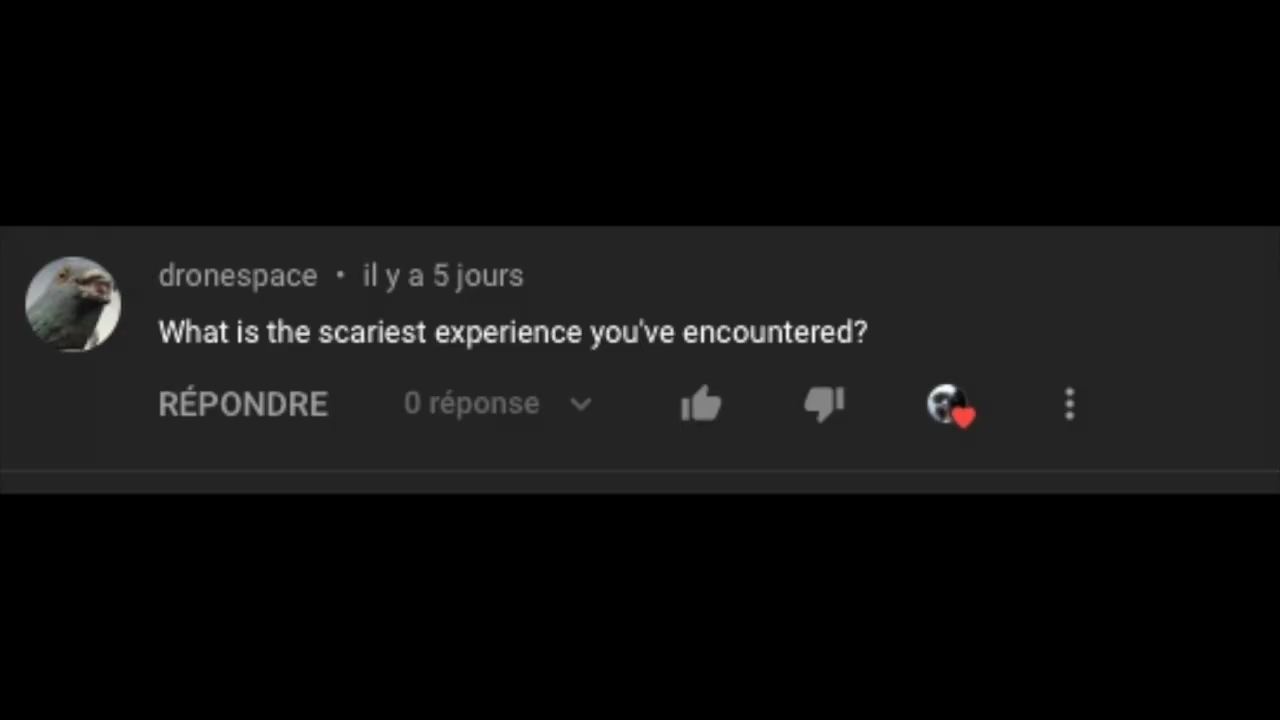 dronespace • il y a 5 jours
What is the scariest experience you've encountered?
RÉPONDRE 0 réponse